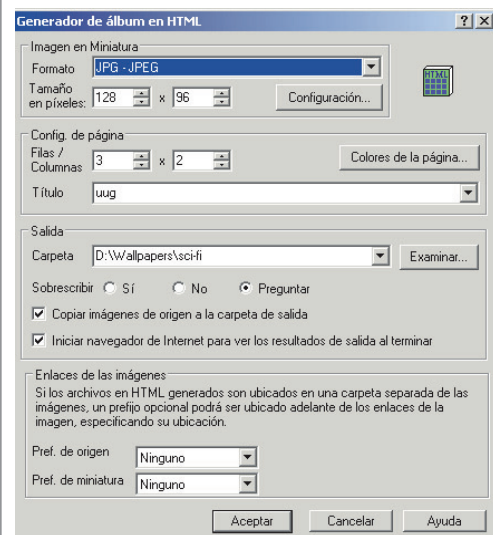 Generador de álbum en HTML
Imagen en Miniatura
Formato JPG - JPEG
HTML
Tamaño
en píxeles: 128 x 96 Configuración...
Config. de página
Filas /
Columnas 3 x 2 Colores de la página...
Título uug
Salida
Carpeta D:\Wallpapers\sci-fi Examinar...
Sobrescribir Sí No Preguntar
Copiar imágenes de origen a la carpeta de salida
Iniciar navegador de Internet para ver los resultados de salida al terminar
Enlaces de las imágenes
Si los archivos en HTML generados son ubicados en una carpeta separada de las
imágenes, un prefijo opcional podrá ser ubicado adelante de los enlaces de la
imagen, especificando su ubicación.
Pref. de origen Ninguno
Pref. de miniatura Ninguno
Aceptar Cancelar Ayuda